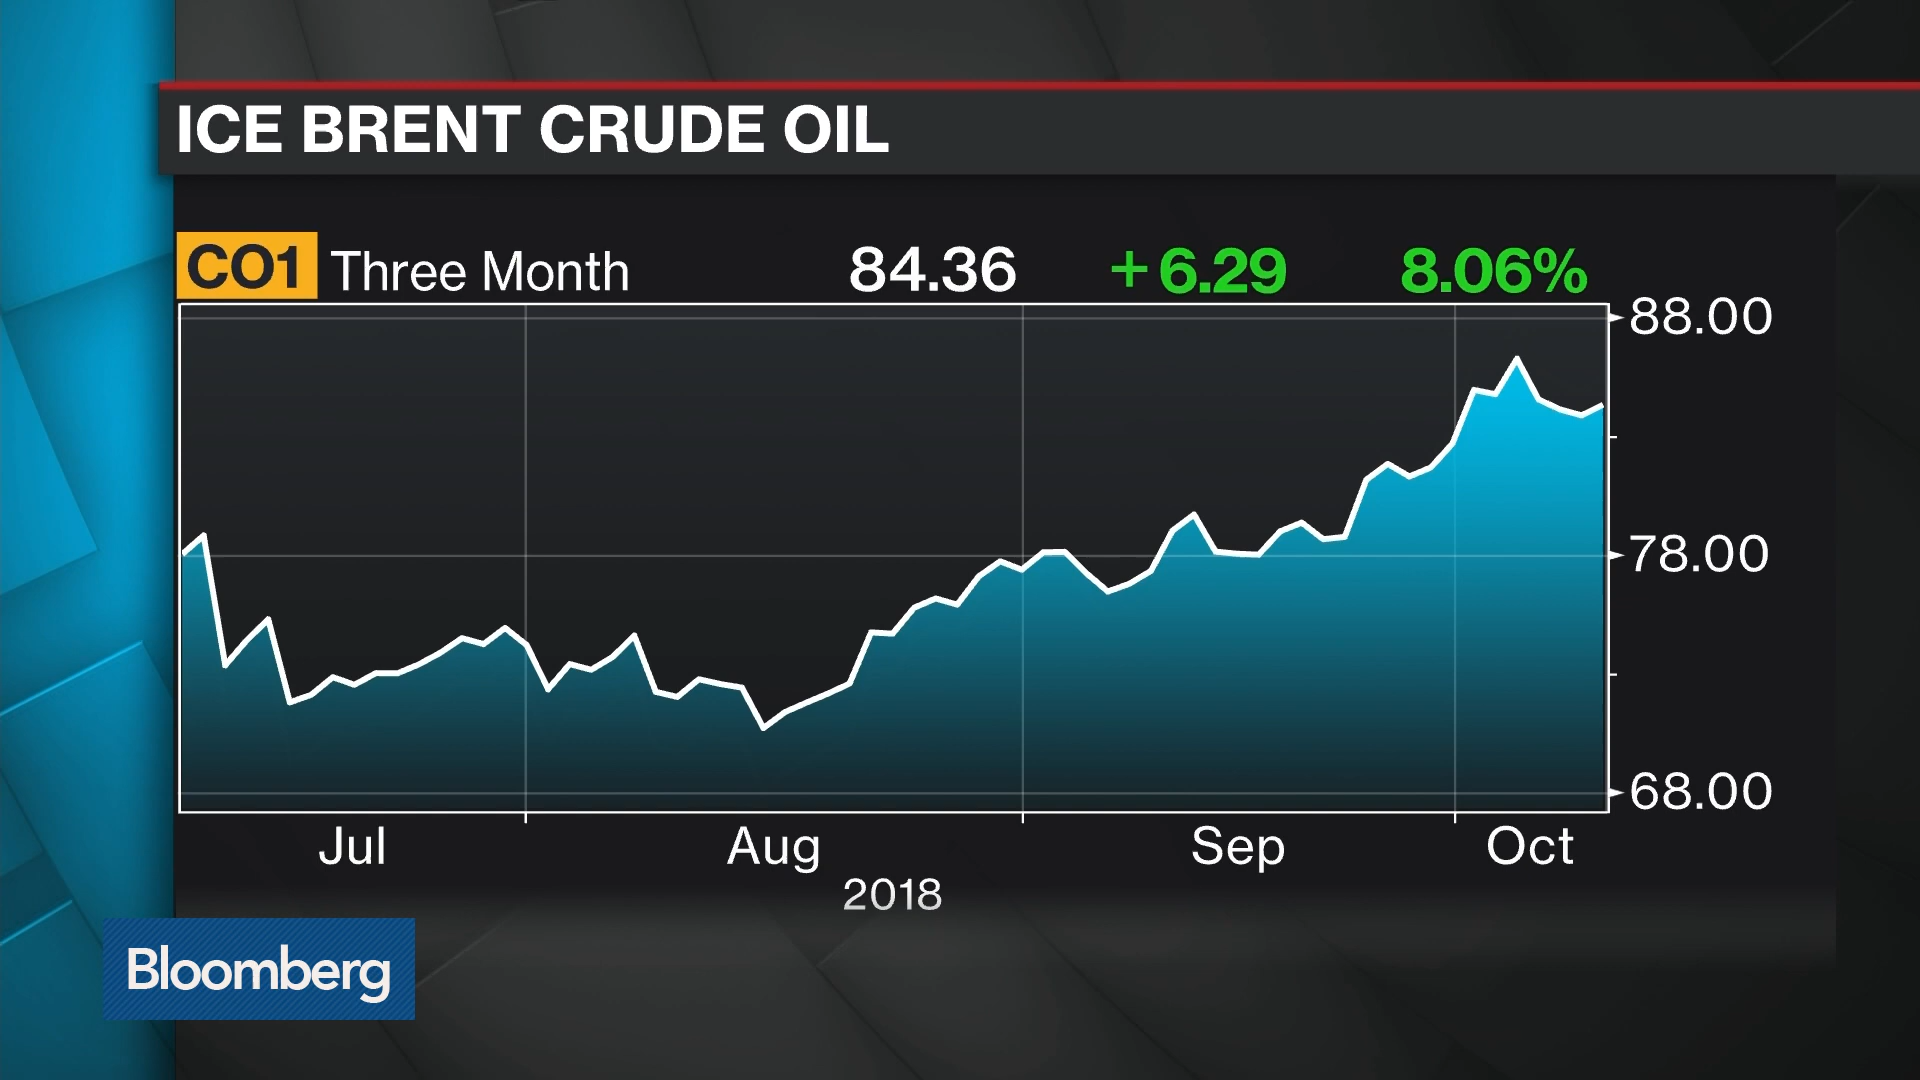 ICE BRENT CRUDE OIL
CO1 Three Month 84.36 +6.29 8.06%
88.00
78.00
68.00
Jul Aug Sep Oct
2018
Bloomberg